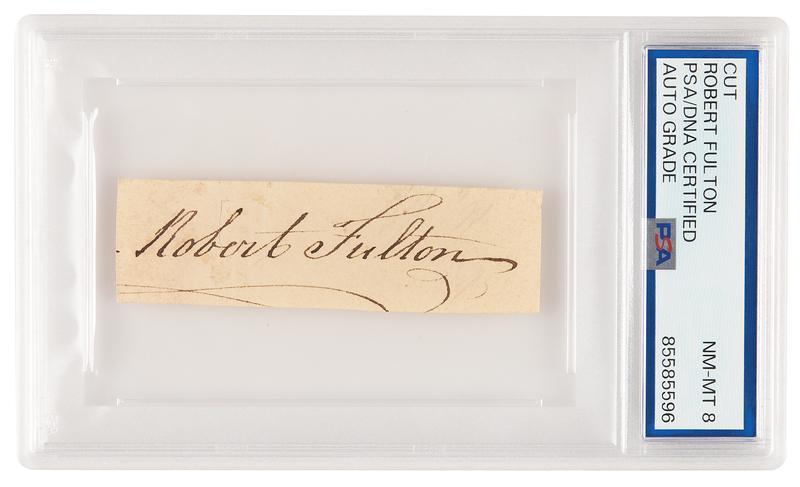 Robert Fulton
CUT
ROBERT FULTON
PSA/DNA CERTIFIED
AUTO GRADE
PSA
NM-MT 8
85585596